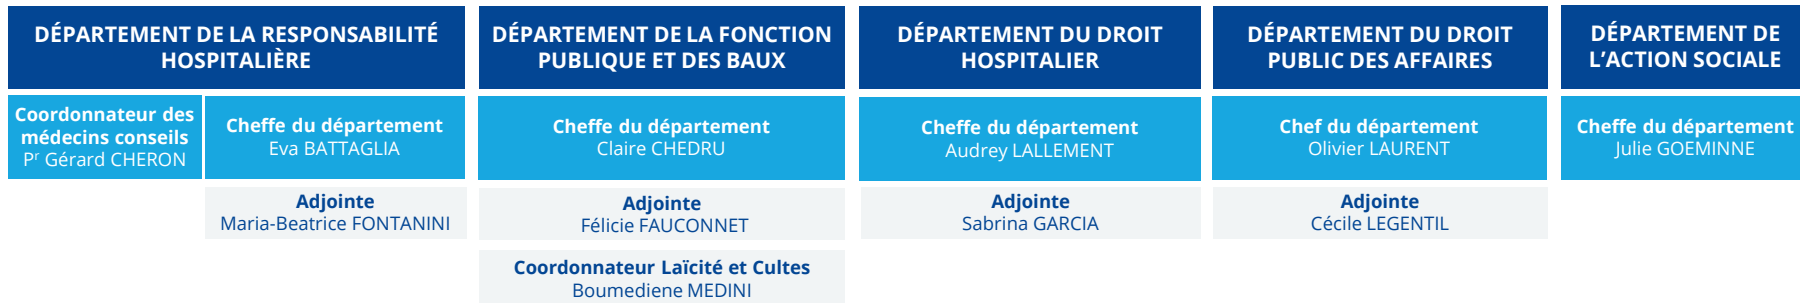 DÉPARTEMENT DE LA RESPONSABILITÉ
HOSPITALIÈRE
Coordonnateur des
médecins conseils
Pr Gérard CHERON
Cheffe du département
Eva BATTAGLIA
Adjointe
Maria-Beatrice FONTANINI
DÉPARTEMENT DE LA FONCTION
PUBLIQUE ET DES BAUX
Cheffe du département
Claire CHEDRU
Adjointe
Félicie FAUCONNET
Coordonnateur Laïcité et Cultes
Boumediene MEDINI
DÉPARTEMENT DU DROIT
HOSPITALIER
Cheffe du département
Audrey LALLEMENT
Adjointe
Sabrina GARCIA
DÉPARTEMENT DU DROIT
PUBLIC DES AFFAIRES
Chef du département
Olivier LAURENT
Adjointe
Cécile LEGENTIL
DÉPARTEMENT DE
L’ACTION SOCIALE
Cheffe du département
Julie GOEMINNE